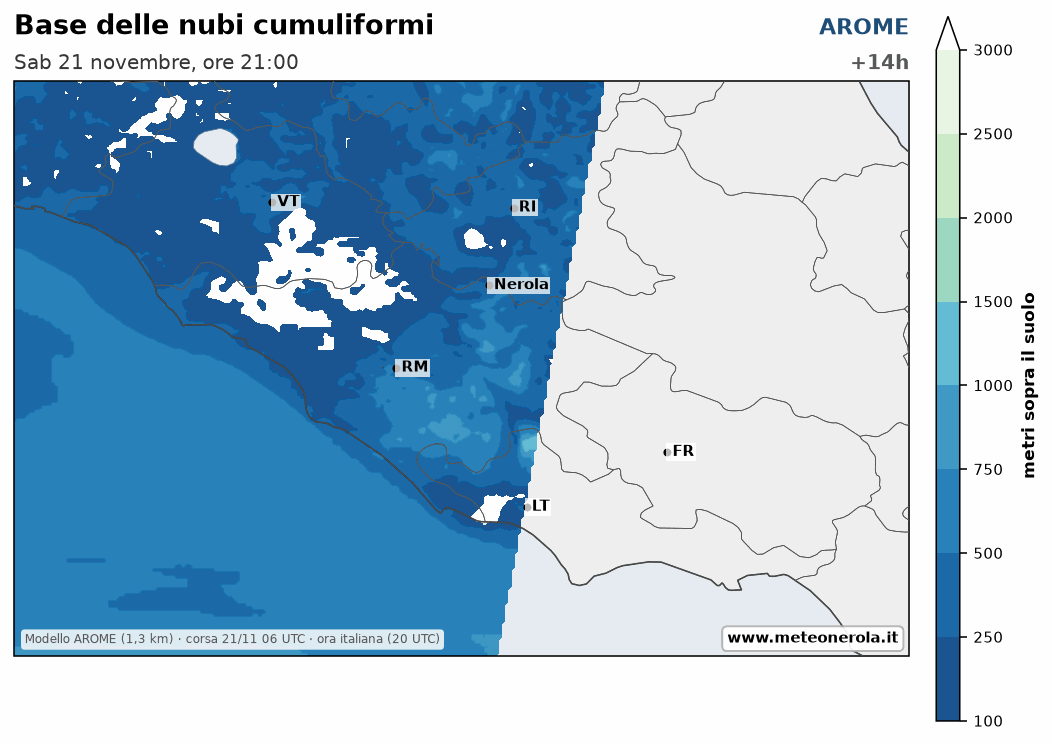 Base delle nubi cumuliformi
AROME
Sab 21 novembre, ore 21:00
+14h
3000
2500
2000
1500
1000
750
500
250
100
metri sopra il suolo
VT
RI
Nerola
RM
FR
LT
Modello AROME (1,3 km) · corsa 21/11 06 UTC · ora italiana (20 UTC)
www.meteonerola.it